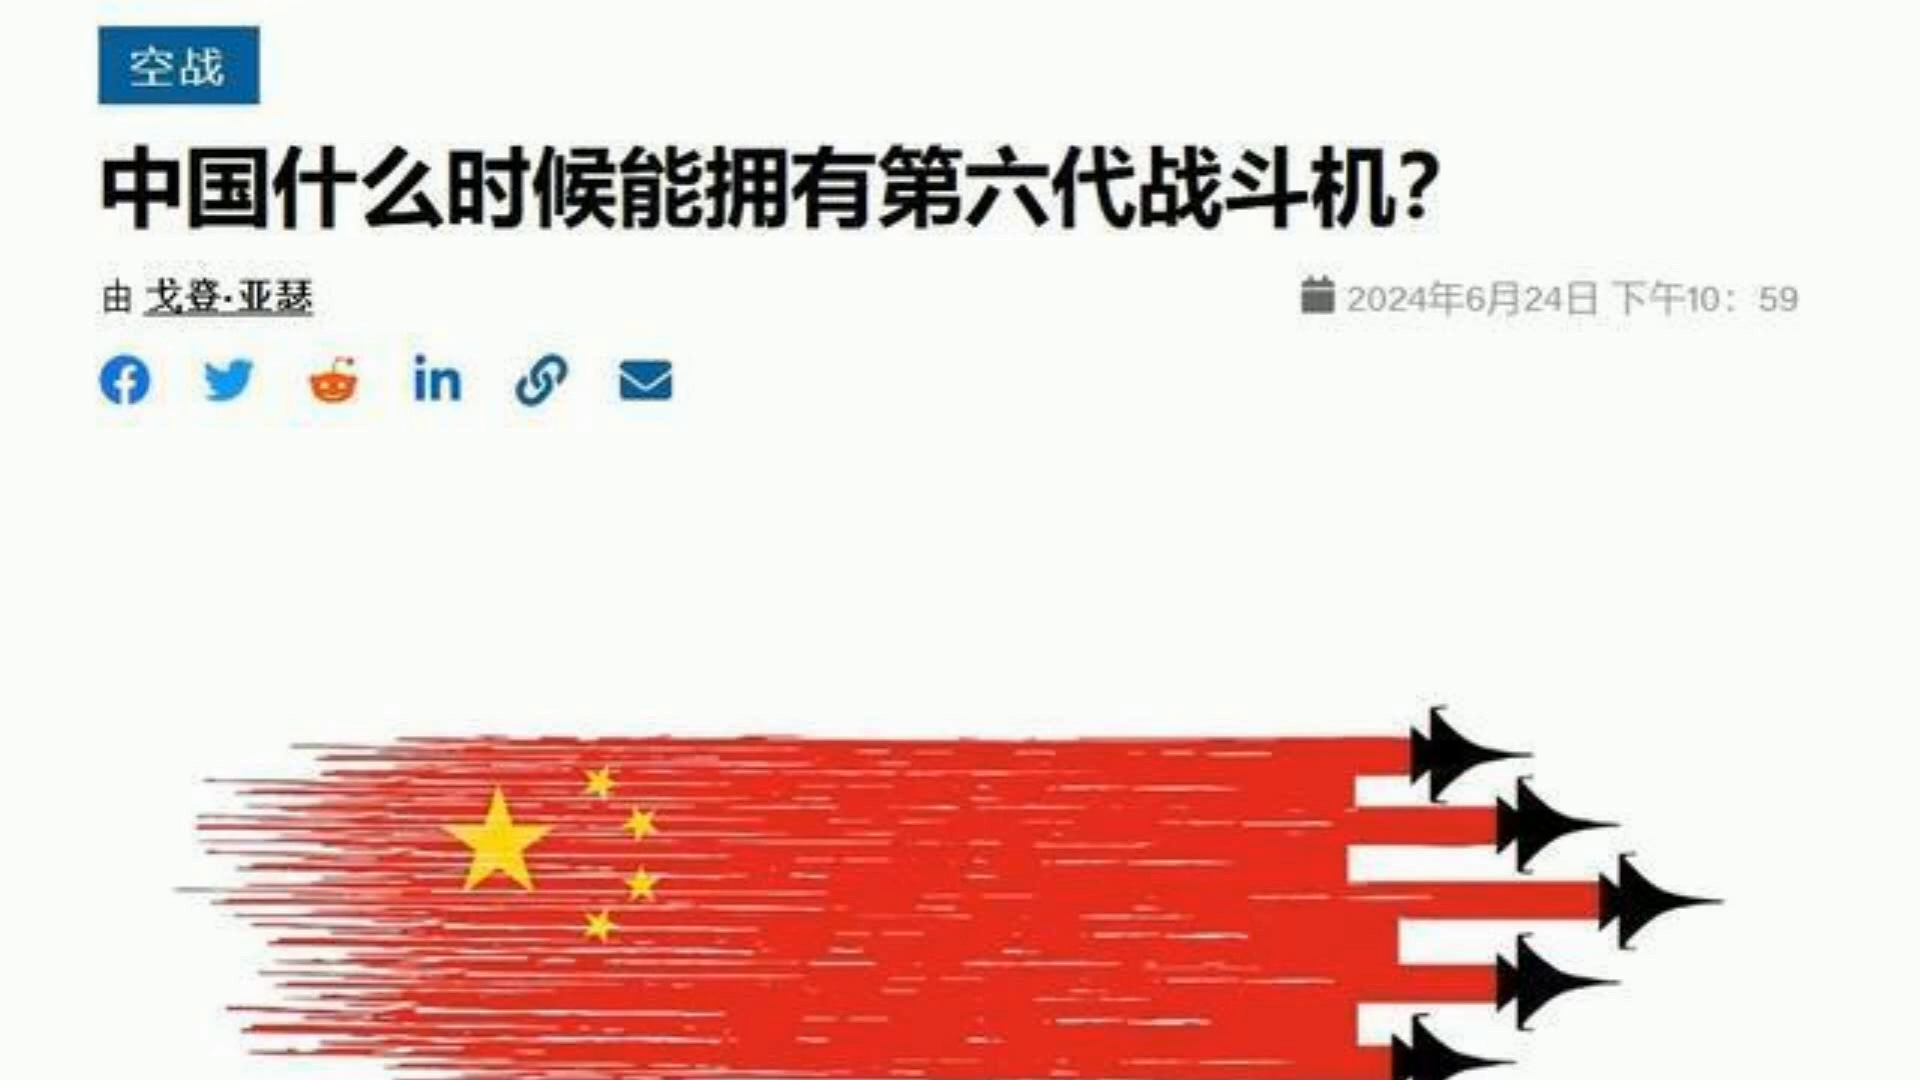 空战
中国什么时候能拥有第六代战斗机？
由 戈登·亚瑟
2024年6月24日 下午10：59